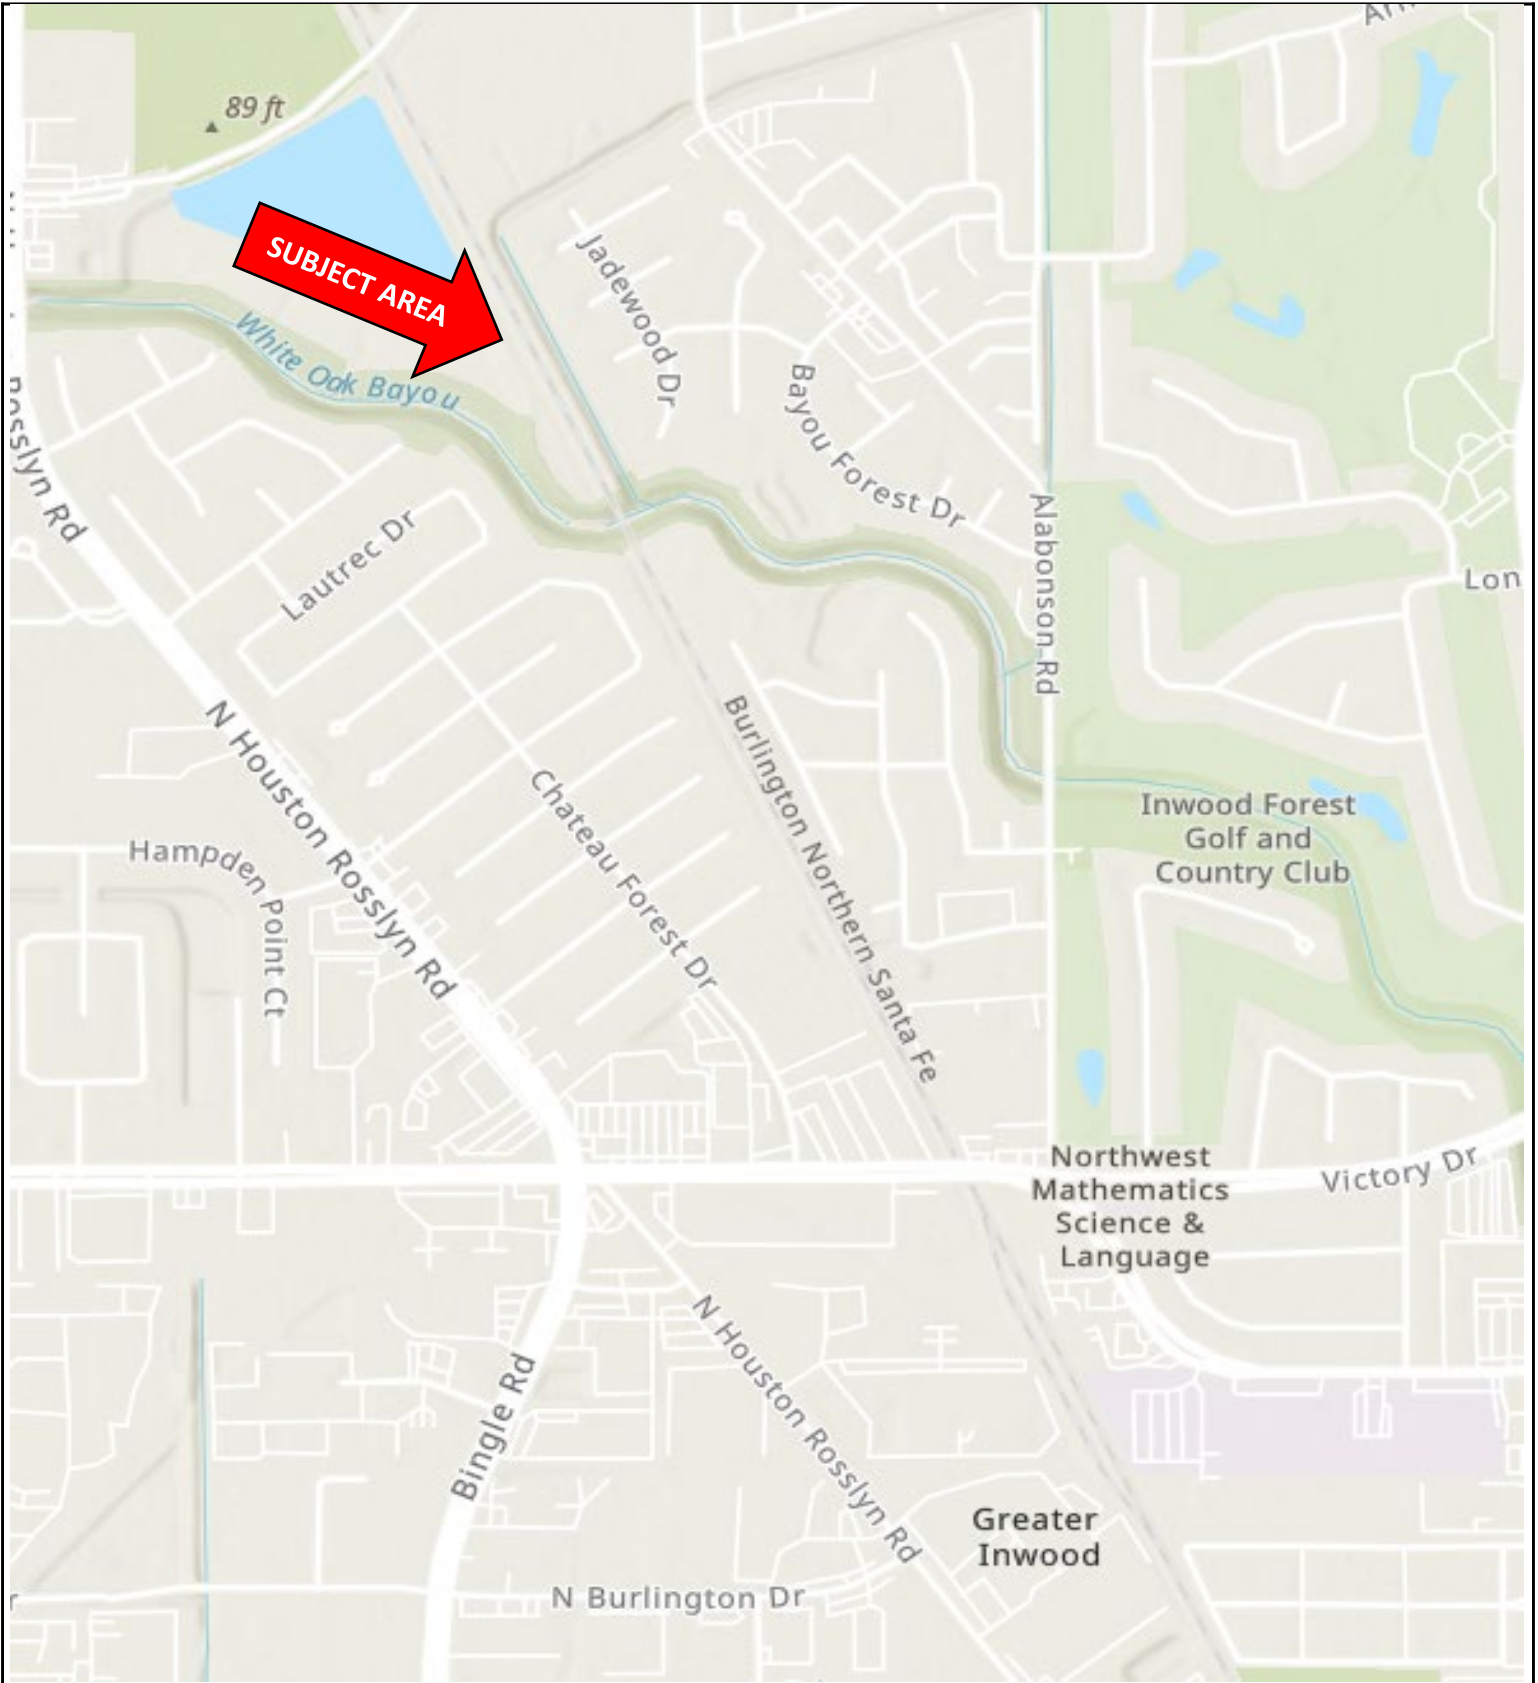 89 ft
SUBJECT AREA
Jadewood Dr
White Oak Bayou
Bayou Forest Dr
Rosslyn Rd
Lautrec Dr
Alabonson Rd
Lon
N Houston Rosslyn Rd
Burlington Northern Santa Fe
Chateau Forest Dr
Inwood Forest
Golf and
Country Club
Hampden Point Ct
Northwest
Mathematics
Science &
Language
Victory Dr
N Houston Rosslyn Rd
Bingle Rd
Greater
Inwood
N Burlington Dr